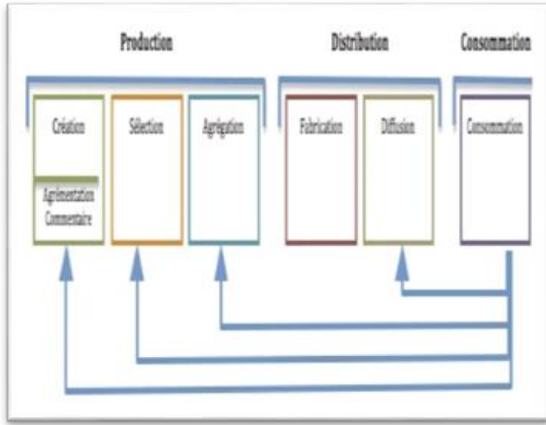 Production
Distribution
Consommation
Création
Sélection
Agrégation
Fabrication
Diffusion
Consommation
Agrémentation
Commentaire